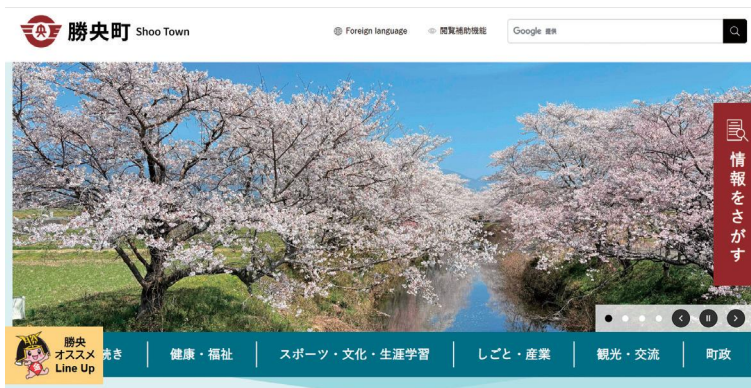 勝央町 Shoo Town
Foreign language
閲覧補助機能
Google 提供
情報をさがす
勝央
オススメ
Line Up
続き
健康・福祉
スポーツ・文化・生涯学習
しごと・産業
観光・交流
町政